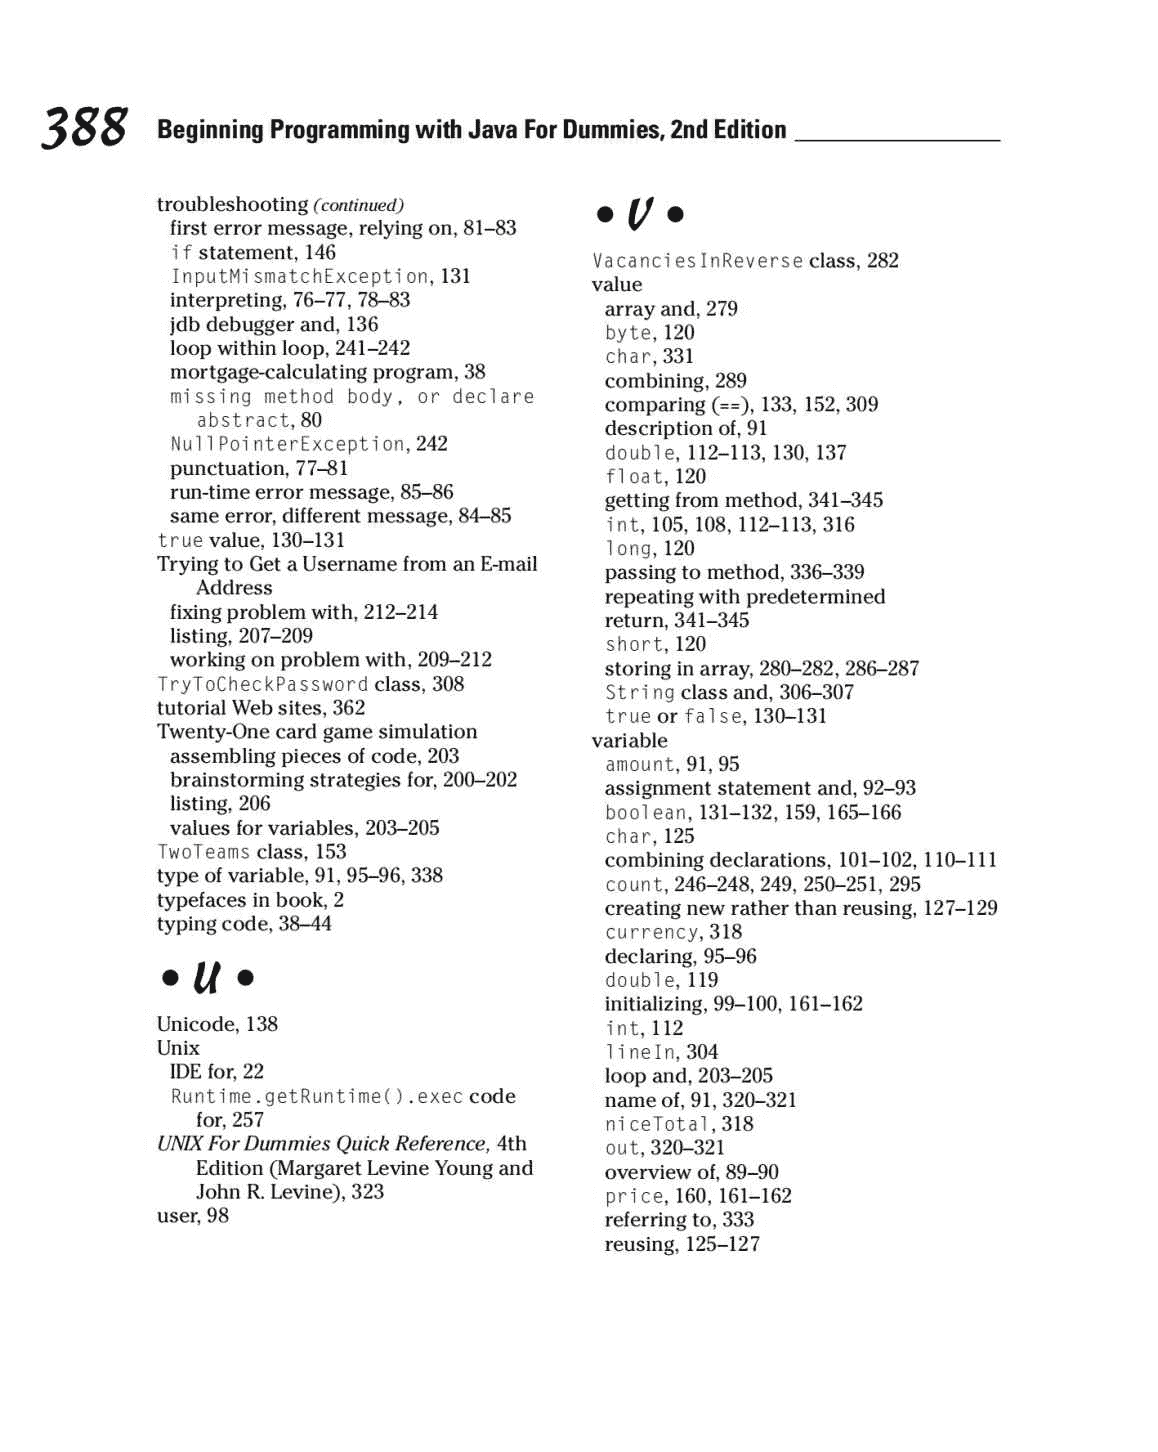 388 Beginning Programming with Java For Dummies, 2nd Edition
troubleshooting (continued)
first error message, relying on, 81–83
if statement, 146
InputMismatchException, 131
interpreting, 76–77, 78–83
jdb debugger and, 136
loop within loop, 241–242
mortgage-calculating program, 38
missing method body, or declare
abstract, 80
NullPointerException, 242
punctuation, 77–81
run-time error message, 85–86
same error, different message, 84–85
true value, 130–131
Trying to Get a Username from an E-mail
Address
fixing problem with, 212–214
listing, 207–209
working on problem with, 209–212
TryToCheckPassword class, 308
tutorial Web sites, 362
Twenty-One card game simulation
assembling pieces of code, 203
brainstorming strategies for, 200–202
listing, 206
values for variables, 203–205
TwoTeams class, 153
type of variable, 91, 95–96, 338
typefaces in book, 2
typing code, 38–44
• U •
Unicode, 138
Unix
IDE for, 22
Runtime.getRuntime().exec code
for, 257
UNIX For Dummies Quick Reference, 4th
Edition (Margaret Levine Young and
John R. Levine), 323
user, 98
• V •
VacanciesInReverse class, 282
value
array and, 279
byte, 120
char, 331
combining, 289
comparing (==), 133, 152, 309
description of, 91
double, 112–113, 130, 137
float, 120
getting from method, 341–345
int, 105, 108, 112–113, 316
long, 120
passing to method, 336–339
repeating with predetermined
return, 341–345
short, 120
storing in array, 280–282, 286–287
String class and, 306–307
true or false, 130–131
variable
amount, 91, 95
assignment statement and, 92–93
boolean, 131–132, 159, 165–166
char, 125
combining declarations, 101–102, 110–111
count, 246–248, 249, 250–251, 295
creating new rather than reusing, 127–129
currency, 318
declaring, 95–96
double, 119
initializing, 99–100, 161–162
int, 112
lineIn, 304
loop and, 203–205
name of, 91, 320–321
niceTotal, 318
out, 320–321
overview of, 89–90
price, 160, 161–162
referring to, 333
reusing, 125–127